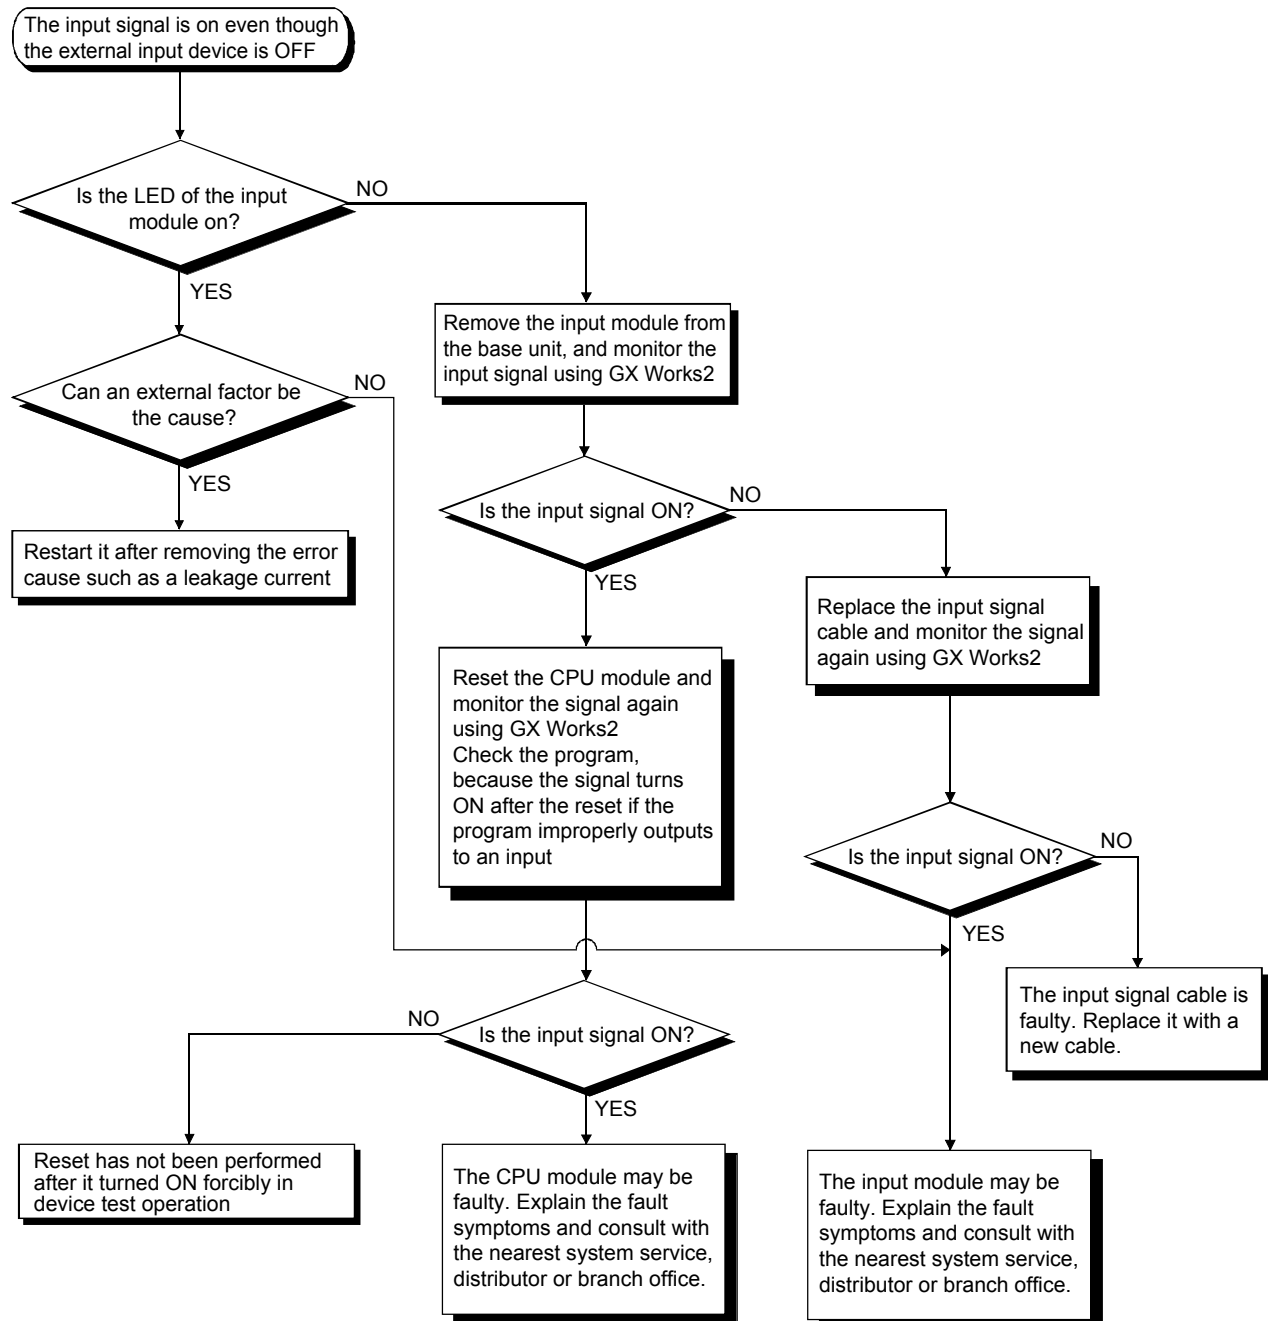 The input signal is on even though
the external input device is OFF
Is the LED of the input
module on?
NO
YES
Remove the input module from
the base unit, and monitor the
input signal using GX Works2
Can an external factor be
the cause?
NO
YES
Is the input signal ON?
NO
YES
Restart it after removing the error
cause such as a leakage current
Replace the input signal
cable and monitor the signal
again using GX Works2
Reset the CPU module and
monitor the signal again
using GX Works2
Check the program,
because the signal turns
ON after the reset if the
program improperly outputs
to an input
Is the input signal ON?
NO
YES
The input signal cable is
faulty. Replace it with a
new cable.
Is the input signal ON?
NO
YES
Reset has not been performed
after it turned ON forcibly in
device test operation
The CPU module may be
faulty. Explain the fault
symptoms and consult with
the nearest system service,
distributor or branch office.
The input module may be
faulty. Explain the fault
symptoms and consult with
the nearest system service,
distributor or branch office.